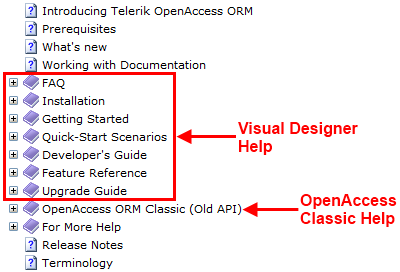 Introducing Telerik OpenAccess ORM
Prerequisites
What's new
Working with Documentation
FAQ
Installation
Getting Started
Quick-Start Scenarios
Developer's Guide
Feature Reference
Upgrade Guide
OpenAccess ORM Classic (Old API)
For More Help
Release Notes
Terminology
Visual Designer
Help
OpenAccess
Classic Help